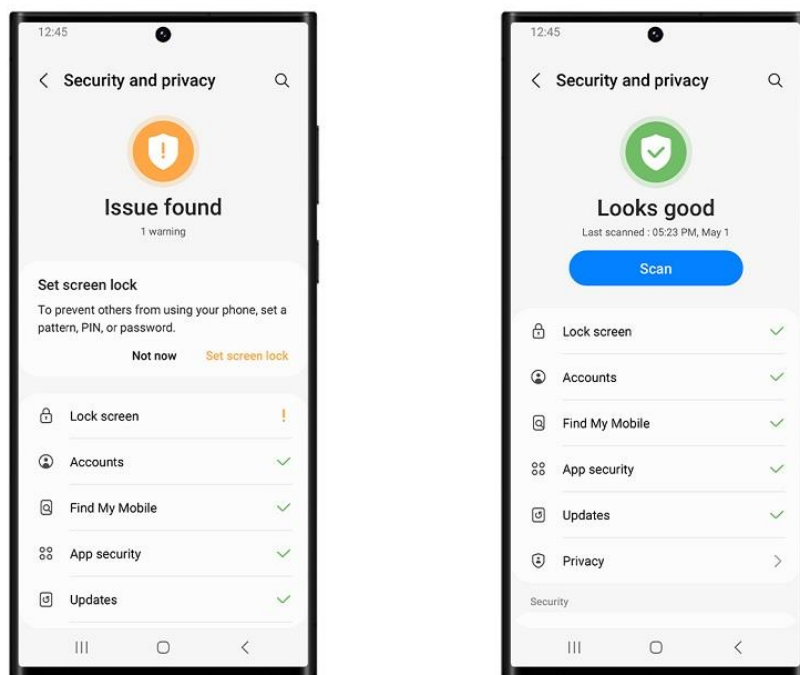 12:45
Security and privacy
Issue found
1 warning
Set screen lock
To prevent others from using your phone, set a
pattern, PIN, or password.
Not now Set screen lock
Lock screen
Accounts
Find My Mobile
App security
Updates
12:45
Security and privacy
Looks good
Last scanned : 05:23 PM, May 1
Scan
Lock screen
Accounts
Find My Mobile
App security
Updates
Privacy
Security